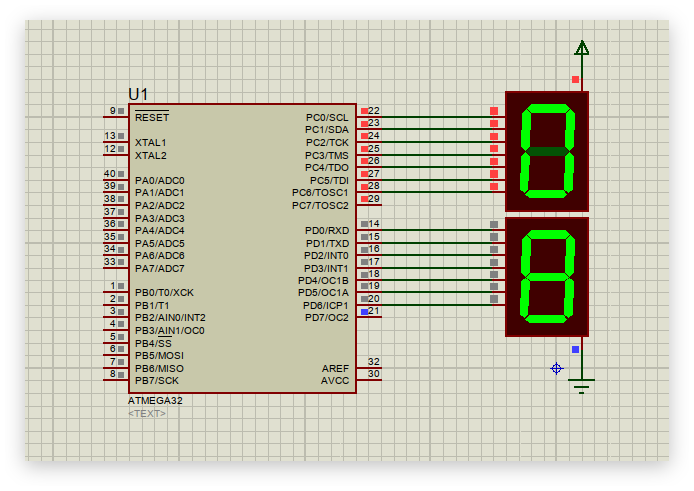 U1
9 RESET PC0/SCL 22
PC1/SDA 23
13 XTAL1 PC2/TCK 24
12 XTAL2 PC3/TMS 25
PC4/TDO 26
40 PA0/ADC0 PC5/TDI 27
39 PA1/ADC1 PC6/TOSC1 28
38 PA2/ADC2 PC7/TOSC2 29
37 PA3/ADC3
36 PA4/ADC4 PD0/RXD 14
35 PA5/ADC5 PD1/TXD 15
34 PA6/ADC6 PD2/INT0 16
33 PA7/ADC7 PD3/INT1 17
PD4/OC1B 18
1 PB0/T0/XCK PD5/OC1A 19
2 PB1/T1 PD6/ICP1 20
3 PB2/AIN0/INT2 PD7/OC2 21
4 PB3/AIN1/OC0
5 PB4/SS
6 PB5/MOSI
7 PB6/MISO AREF 32
8 PB7/SCK AVCC 30
ATMEGA32
<TEXT>
0
8